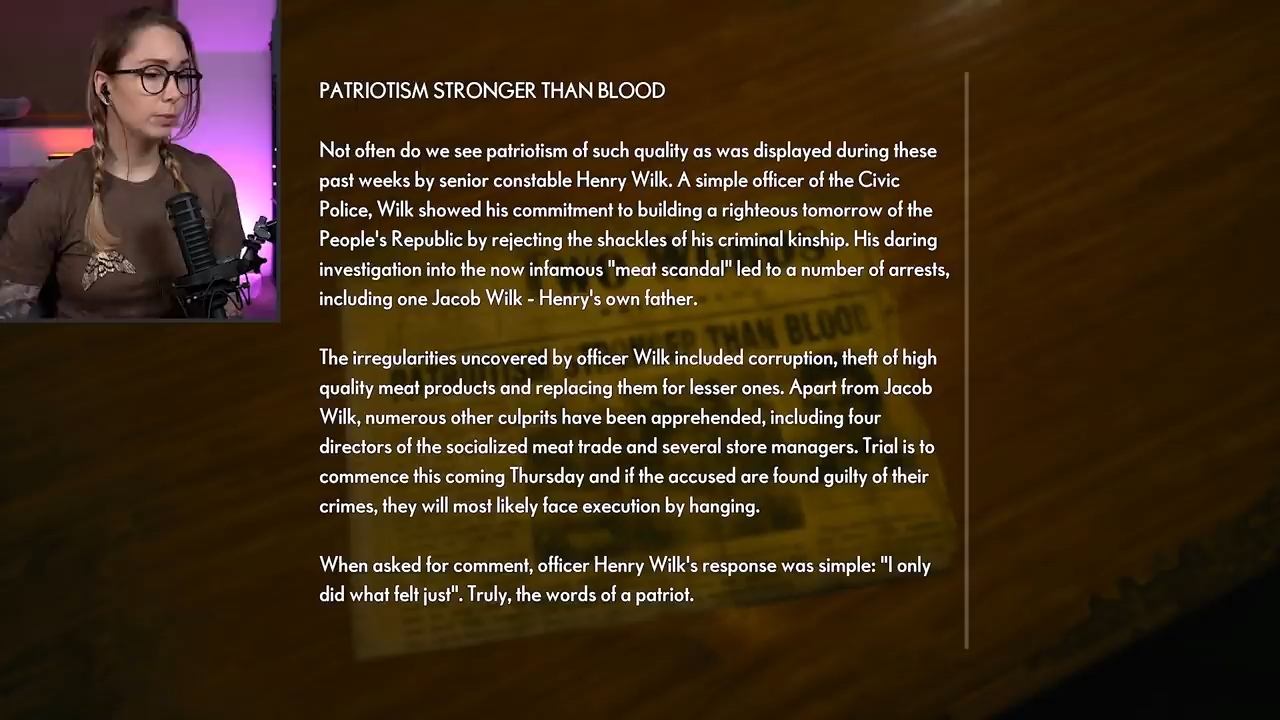 PATRIOTISM STRONGER THAN BLOOD
Not often do we see patriotism of such quality as was displayed during these
past weeks by senior constable Henry Wilk. A simple officer of the Civic
Police, Wilk showed his commitment to building a righteous tomorrow of the
People's Republic by rejecting the shackles of his criminal kinship. His daring
investigation into the now infamous "meat scandal" led to a number of arrests,
including one Jacob Wilk - Henry's own father.
The irregularities uncovered by officer Wilk included corruption, theft of high
quality meat products and replacing them for lesser ones. Apart from Jacob
Wilk, numerous other culprits have been apprehended, including four
directors of the socialized meat trade and several store managers. Trial is to
commence this coming Thursday and if the accused are found guilty of their
crimes, they will most likely face execution by hanging.
When asked for comment, officer Henry Wilk's response was simple: "I only
did what felt just". Truly, the words of a patriot.
PATRIOTISM STRONGER THAN BLOOD